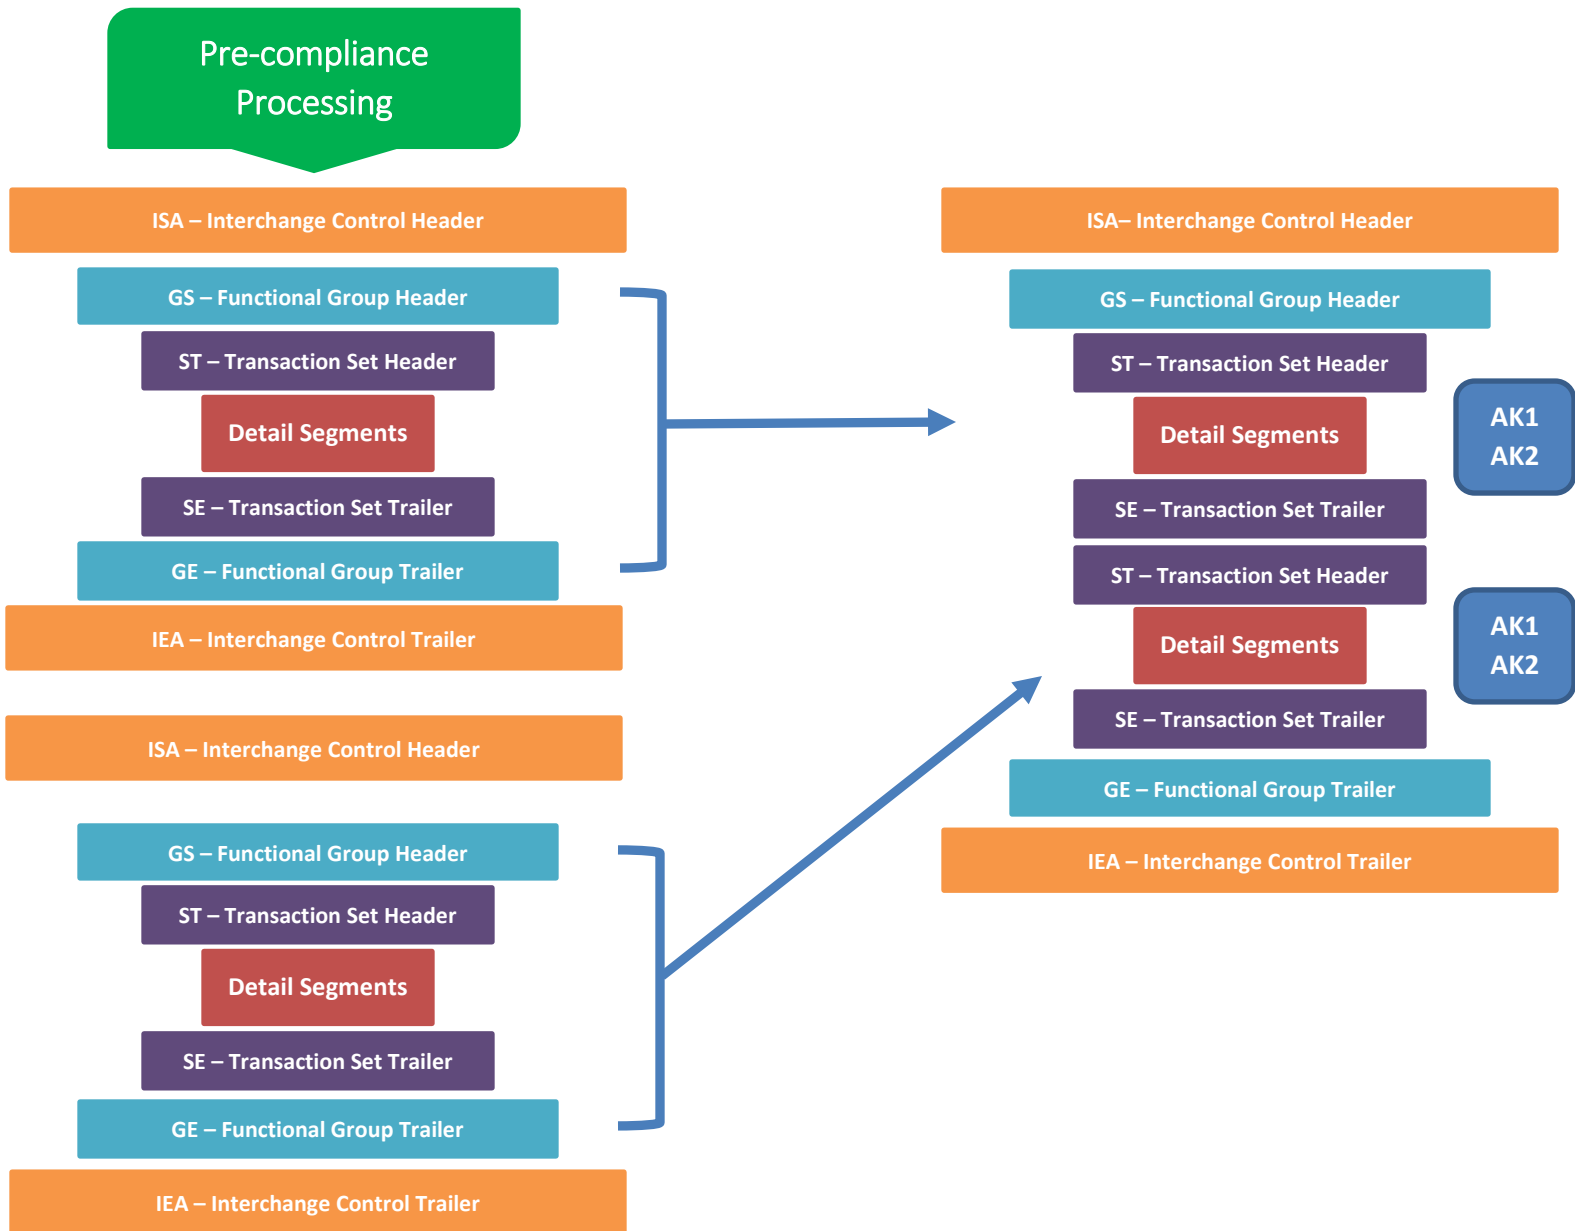 Pre-compliance
Processing
ISA – Interchange Control Header
GS – Functional Group Header
ST – Transaction Set Header
Detail Segments
SE – Transaction Set Trailer
GE – Functional Group Trailer
IEA – Interchange Control Trailer
ISA – Interchange Control Header
GS – Functional Group Header
ST – Transaction Set Header
Detail Segments
SE – Transaction Set Trailer
GE – Functional Group Trailer
IEA – Interchange Control Trailer
ISA– Interchange Control Header
GS – Functional Group Header
ST – Transaction Set Header
Detail Segments
AK1
AK2
SE – Transaction Set Trailer
ST – Transaction Set Header
Detail Segments
AK1
AK2
SE – Transaction Set Trailer
GE – Functional Group Trailer
IEA – Interchange Control Trailer